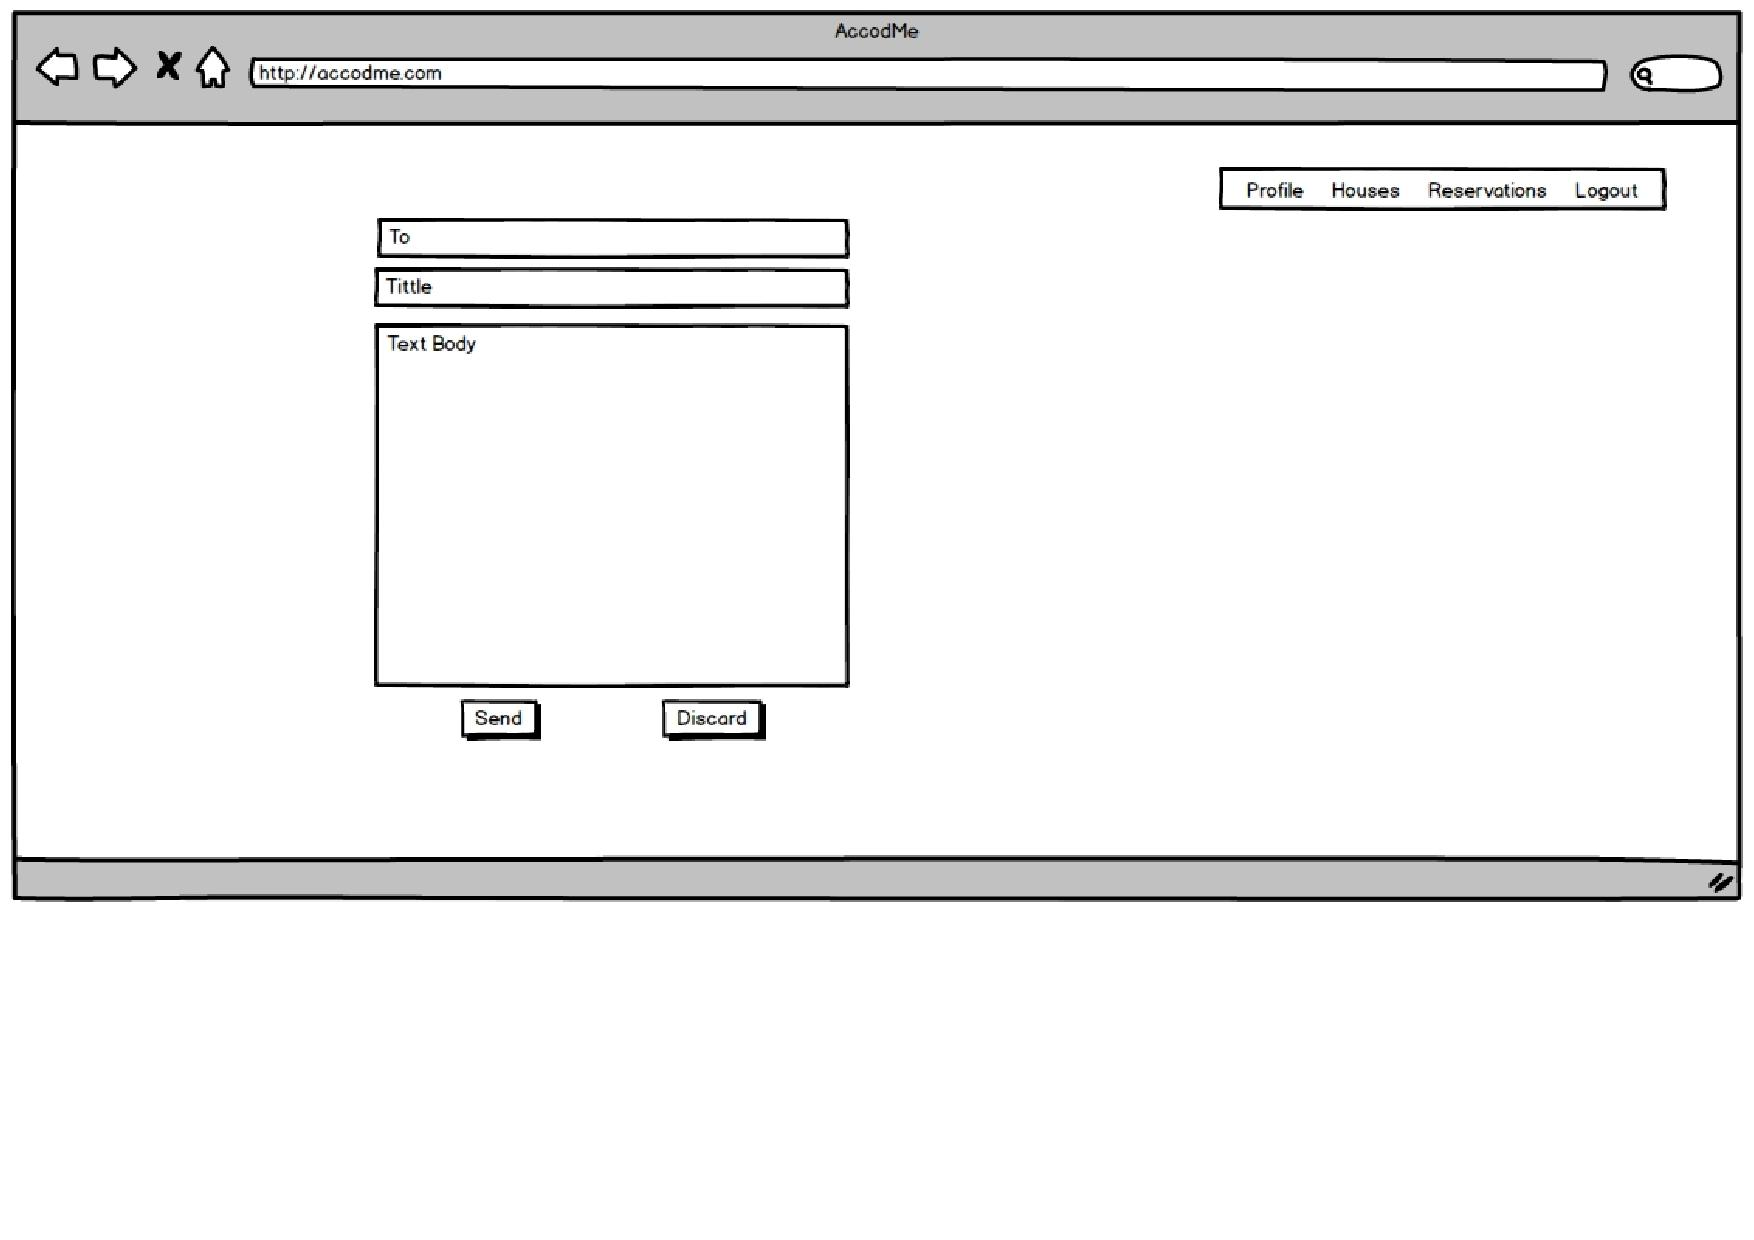 AccodMe
http://accodme.com
Profile Houses Reservations Logout
To
Tittle
Text Body
Send Discard